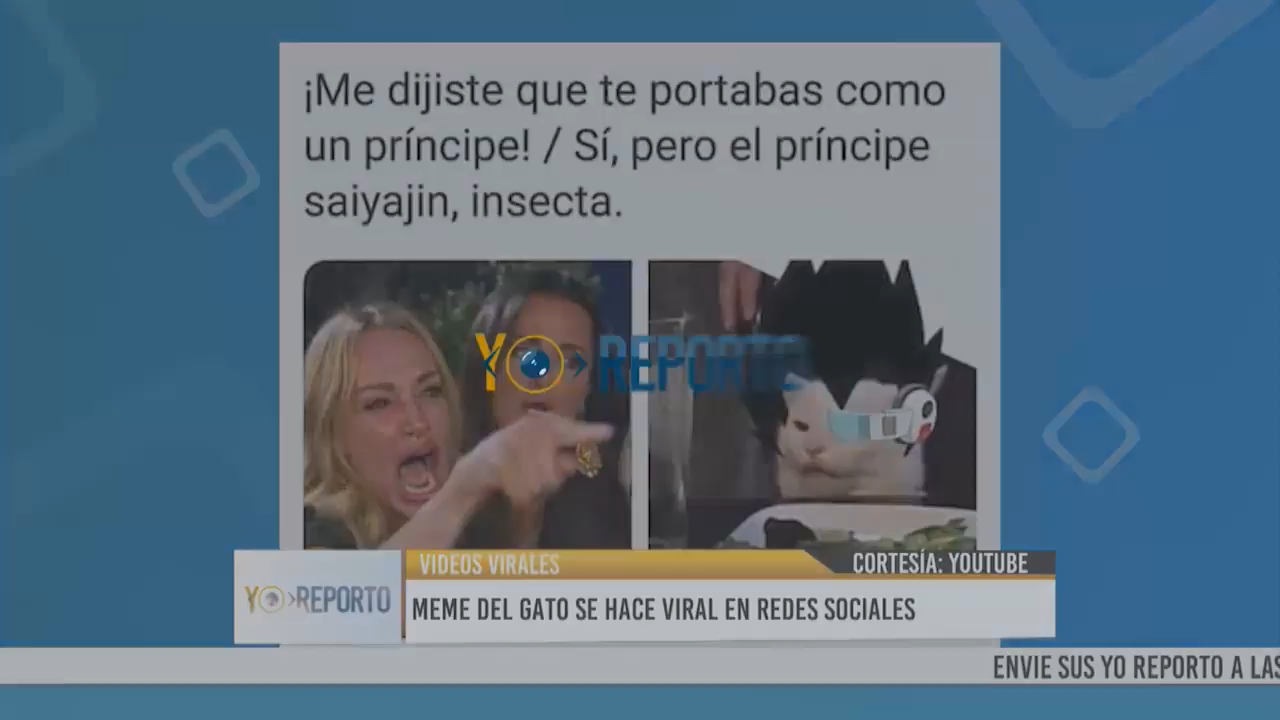 ¡Me dijiste que te portabas como
un príncipe! / Sí, pero el príncipe
saiyajin, insecta.
YO REPORTO
VIDEOS VIRALES
CORTESÍA: YOUTUBE
YO REPORTO
MEME DEL GATO SE HACE VIRAL EN REDES SOCIALES
ENVIE SUS YO REPORTO A LAS